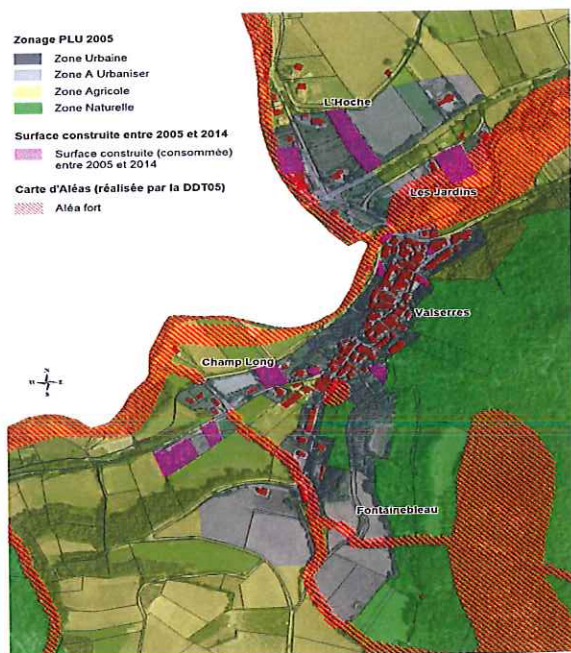 Zonage PLU 2005
Zone Urbaine
Zone A Urbaniser
Zone Agricole
Zone Naturelle
Surface construite entre 2005 et 2014
Surface construite (consommée)
entre 2005 et 2014
Carte d'Aléas (réalisée par la DDT05)
Aléa fort
L'Hoche
Les Jardins
Valserres
Champ Long
N
W E
S
Fontainebleau